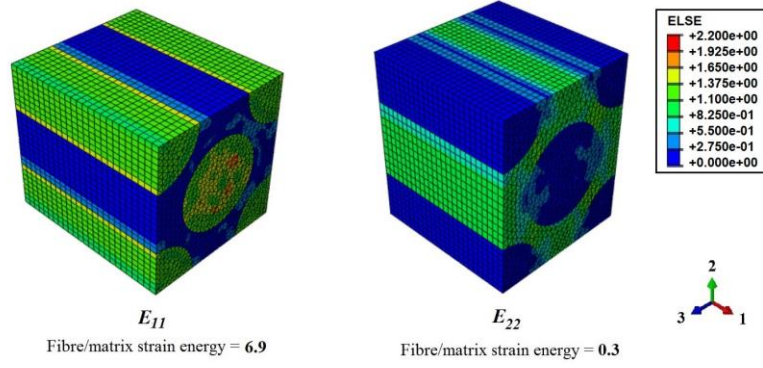 ELSE
+2.200e+00
+1.925e+00
+1.650e+00
+1.375e+00
+1.100e+00
+8.250e-01
+5.500e-01
+2.750e-01
+0.000e+00
2
3
1
E11
E22
Fibre/matrix strain energy = 6.9
Fibre/matrix strain energy = 0.3